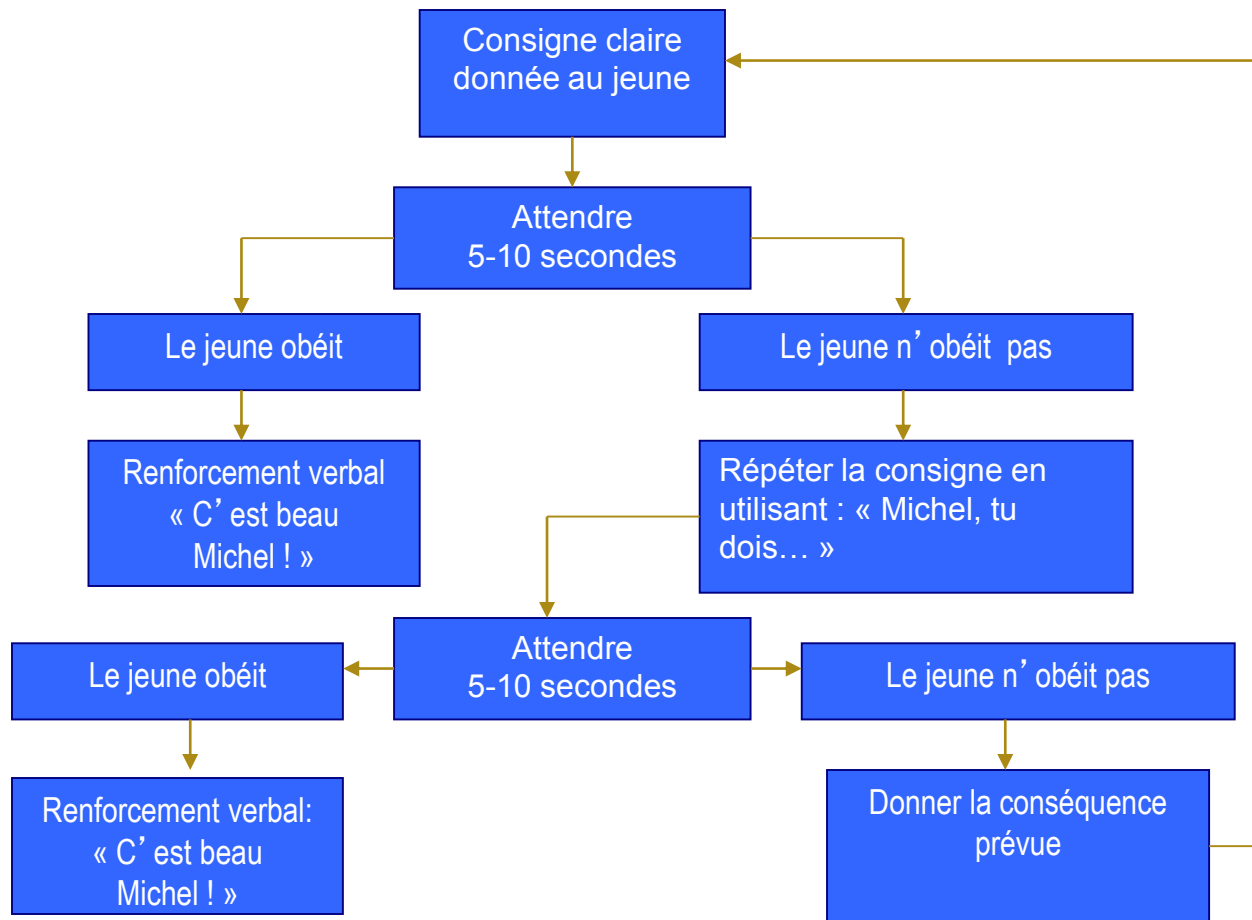 Consigne claire
donnée au jeune
Attendre
5-10 secondes
Le jeune obéit
Le jeune n’obéit pas
Renforcement verbal
« C’est beau
Michel ! »
Répéter la consigne en
utilisant : « Michel, tu
dois… »
Attendre
5-10 secondes
Le jeune obéit
Le jeune n’obéit pas
Renforcement verbal:
« C’est beau
Michel ! »
Donner la conséquence
prévue